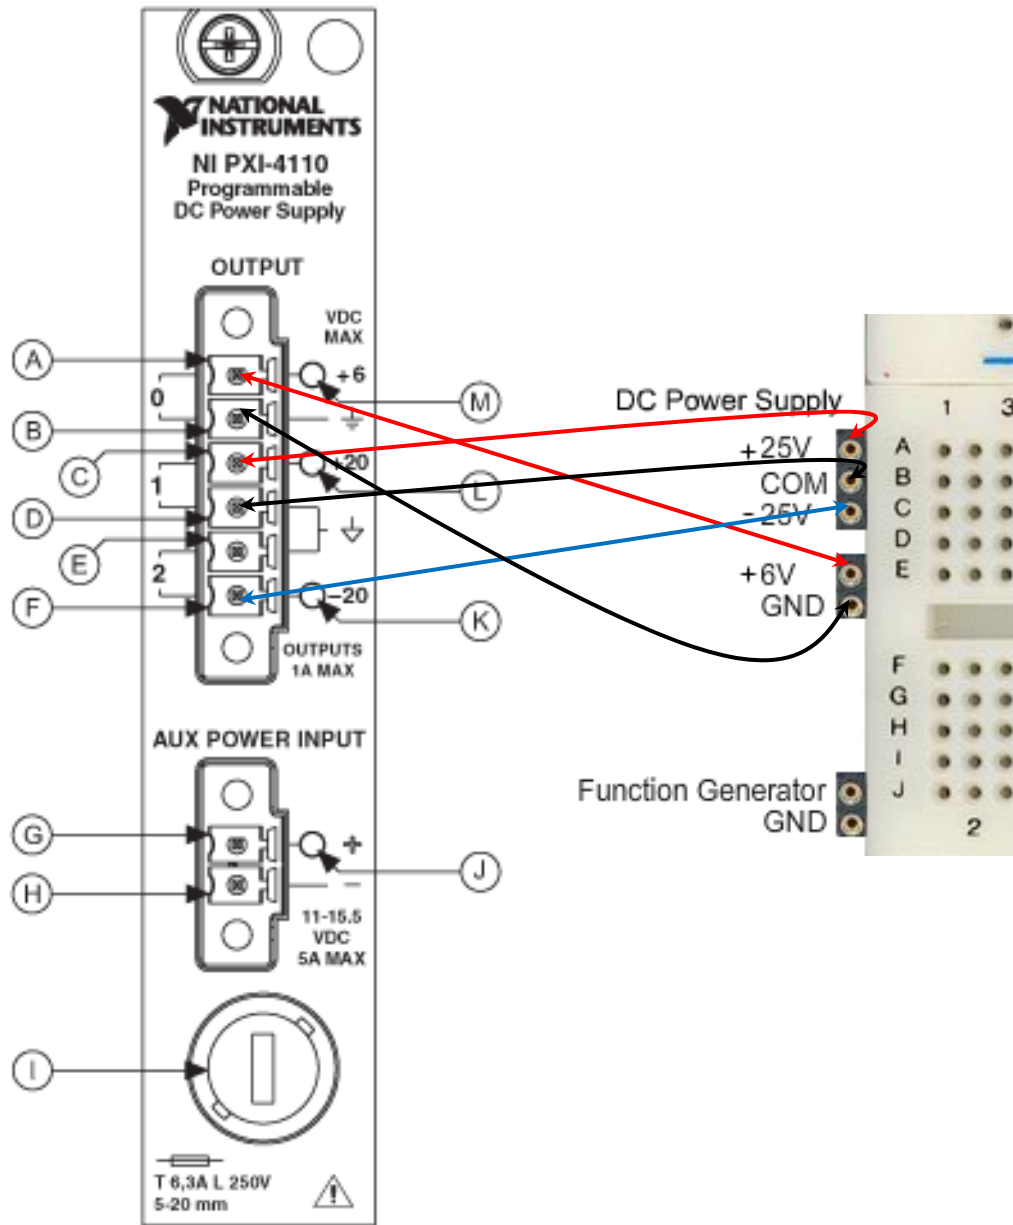 NATIONAL
INSTRUMENTS
NI PXI-4110
Programmable
DC Power Supply
OUTPUT
VDC
MAX
A
+6
M
0
B
C
+20
L
1
D
E
2
F
-20
K
OUTPUTS
1A MAX
AUX POWER INPUT
G
+
J
H
−
11-15.5
VDC
5A MAX
I
T 6,3A L 250V
5-20 mm
DC Power Supply
+25V
COM
-25V
+6V
GND
Function Generator
GND
1 3
A
B
C
D
E
F
G
H
I
J
2